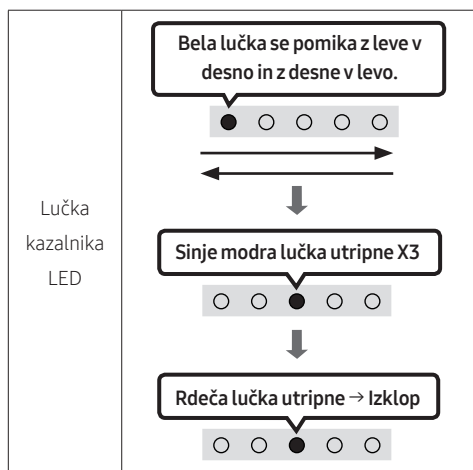 Lučka
kazalnika
LED
Bela lučka se pomika z leve v
desno in z desne v levo.
Sinje modra lučka utripne X3
Rdeča lučka utripne → Izklop